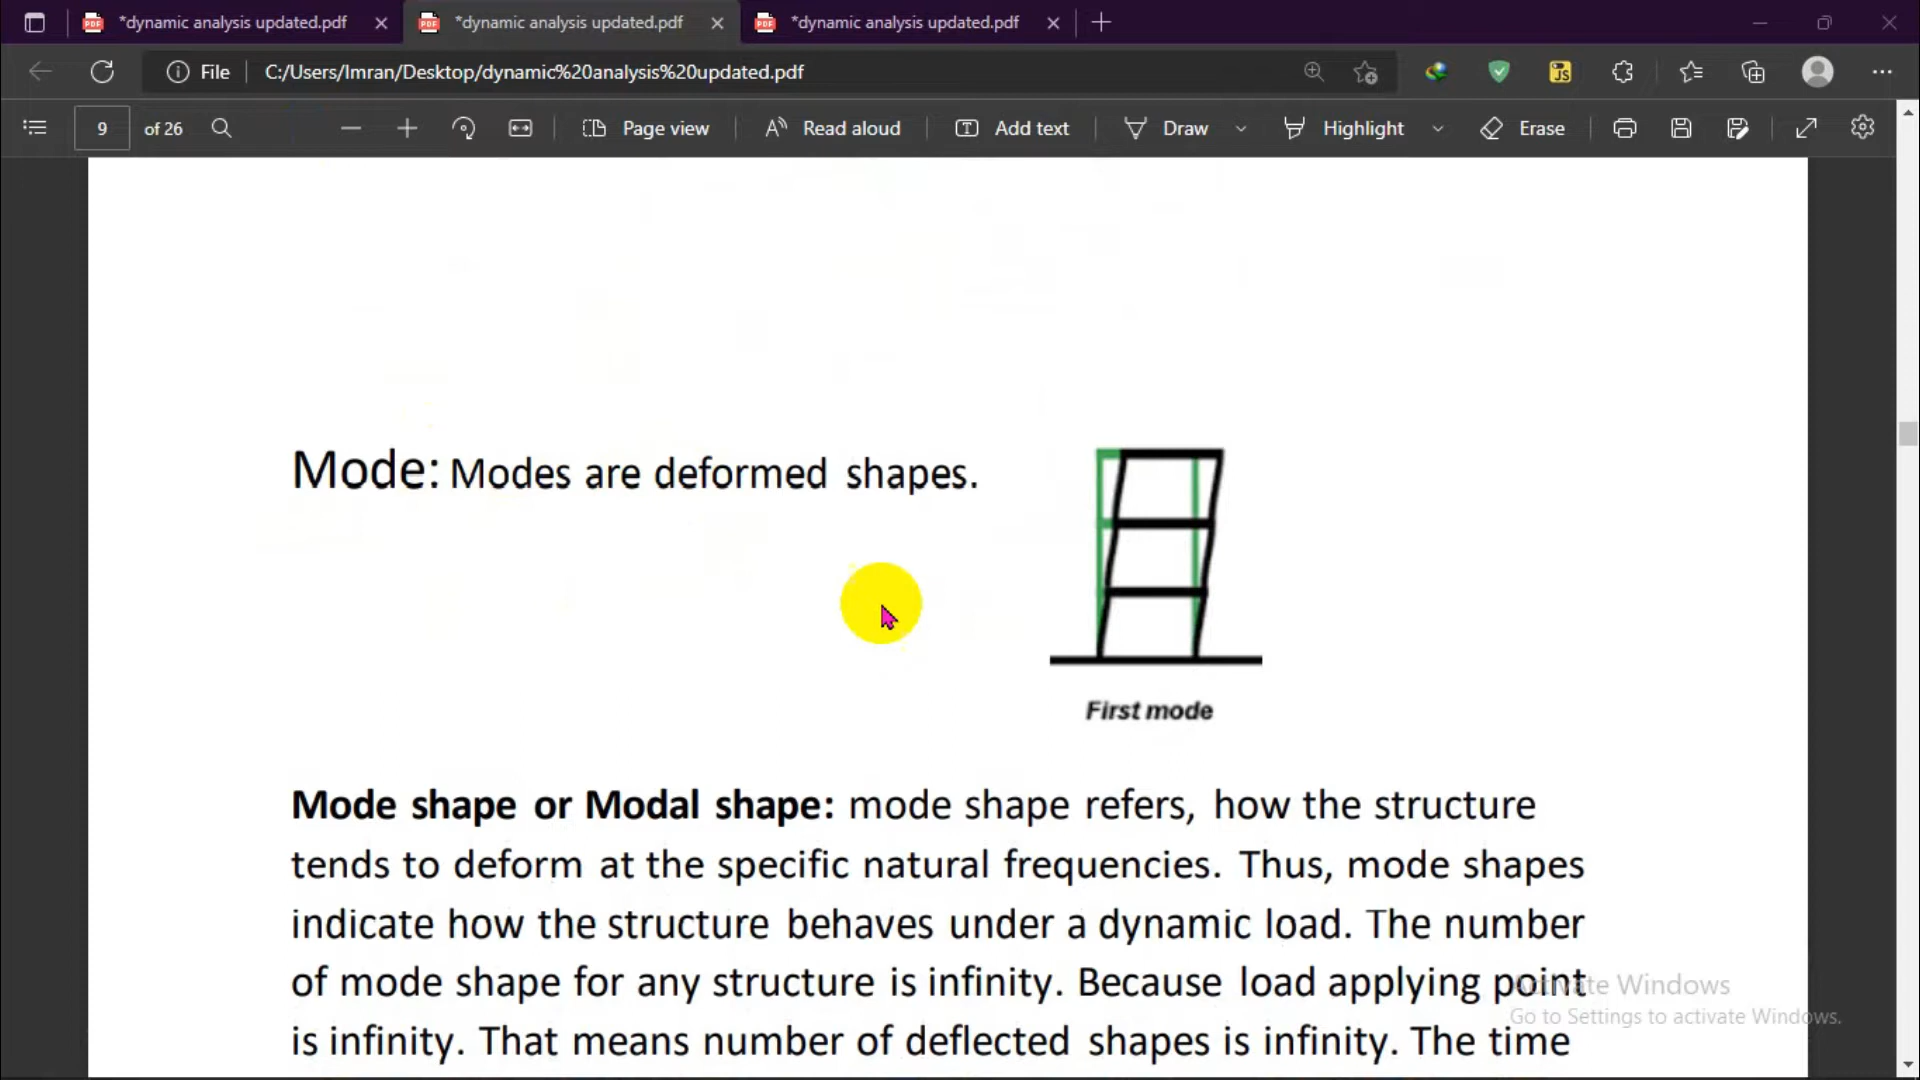 *dynamic analysis updated.pdf
*dynamic analysis updated.pdf
*dynamic analysis updated.pdf
File
C:/Users/Imran/Desktop/dynamic%20analysis%20updated.pdf
JS
9 of 26
Page view
Read aloud
Add text
Draw
Highlight
Erase
Mode: Modes are deformed shapes.
First mode
Mode shape or Modal shape: mode shape refers, how the structure
tends to deform at the specific natural frequencies. Thus, mode shapes
indicate how the structure behaves under a dynamic load. The number
of mode shape for any structure is infinity. Because load applying point
is infinity. That means number of deflected shapes is infinity. The time
Activate Windows
Go to Settings to activate Windows.